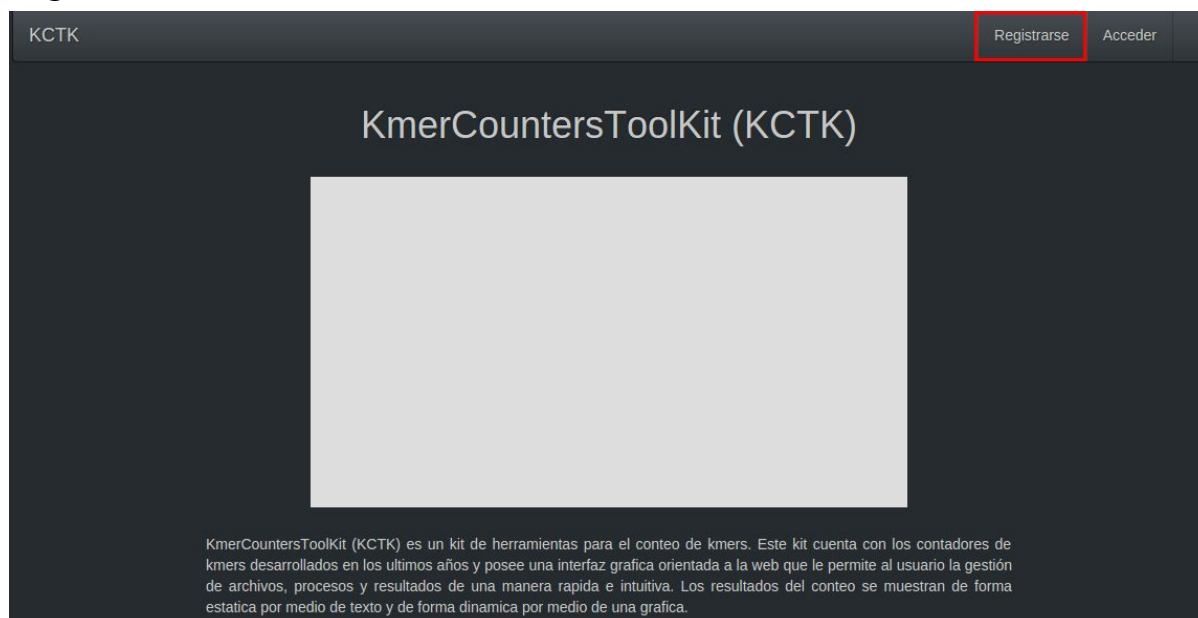 KCTK
Registrarse
Acceder
KmerCountersToolKit (KCTK)
KmerCountersToolKit (KCTK) es un kit de herramientas para el conteo de kmers. Este kit cuenta con los contadores de
kmers desarrollados en los ultimos años y posee una interfaz grafica orientada a la web que le permite al usuario la gestión
de archivos, procesos y resultados de una manera rapida e intuitiva. Los resultados del conteo se muestran de forma
estatica por medio de texto y de forma dinamica por medio de una grafica.